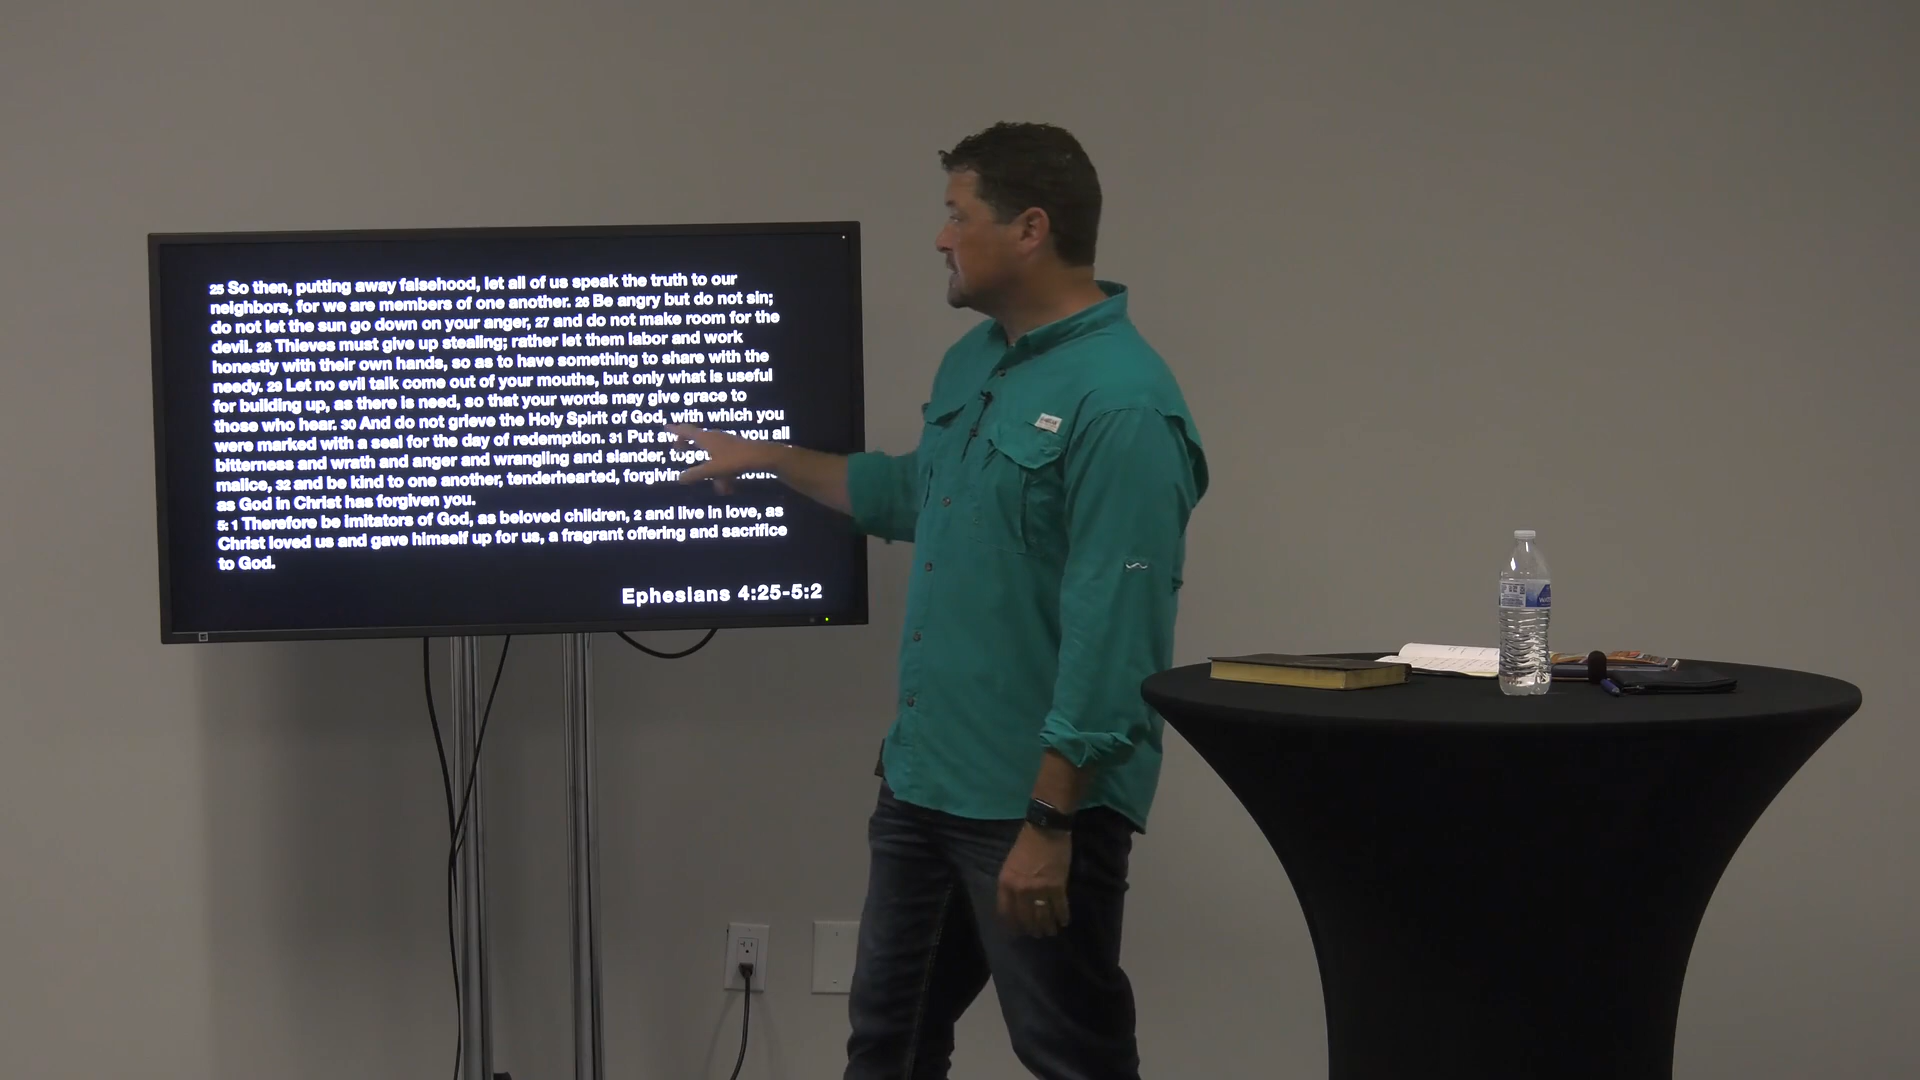 25 So then, putting away falsehood, let all of us speak the truth to our
neighbors, for we are members of one another. 26 Be angry but do not sin;
do not let the sun go down on your anger, 27 and do not make room for the
devil. 28 Thieves must give up stealing; rather let them labor and work
honestly with their own hands, so as to have something to share with the
needy. 29 Let no evil talk come out of your mouths, but only what is useful
for building up, as there is need, so that your words may give grace to
those who hear. 30 And do not grieve the Holy Spirit of God, with which you
were marked with a seal for the day of redemption. 31 Put you all
bitterness and wrath and anger and wrangling and slander,
malice, 32 and be kind to one another, tenderhearted,
as God in Christ has forgiven you.
5:1 Therefore be imitators of God, as beloved children, 2 and live in love, as
Christ loved us and gave himself up for us, a fragrant offering and sacrifice
to God.
Ephesians 4:25-5:2